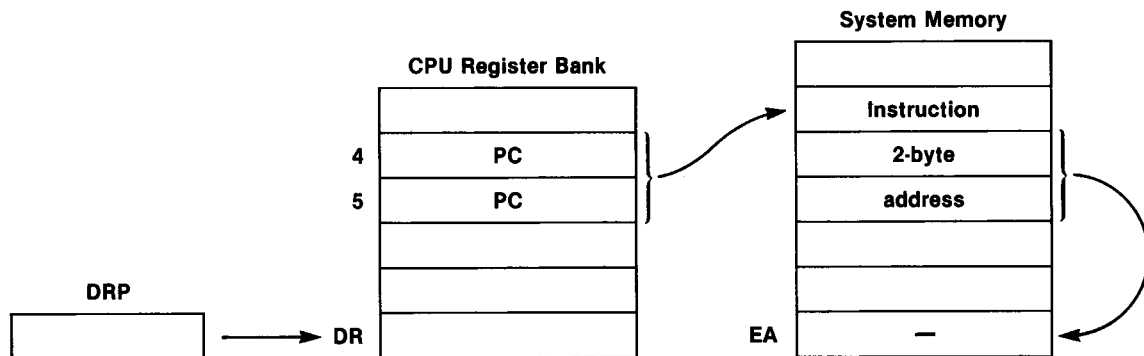 System Memory
CPU Register Bank
Instruction
4 PC 2-byte
5 PC address
DRP
DR EA —